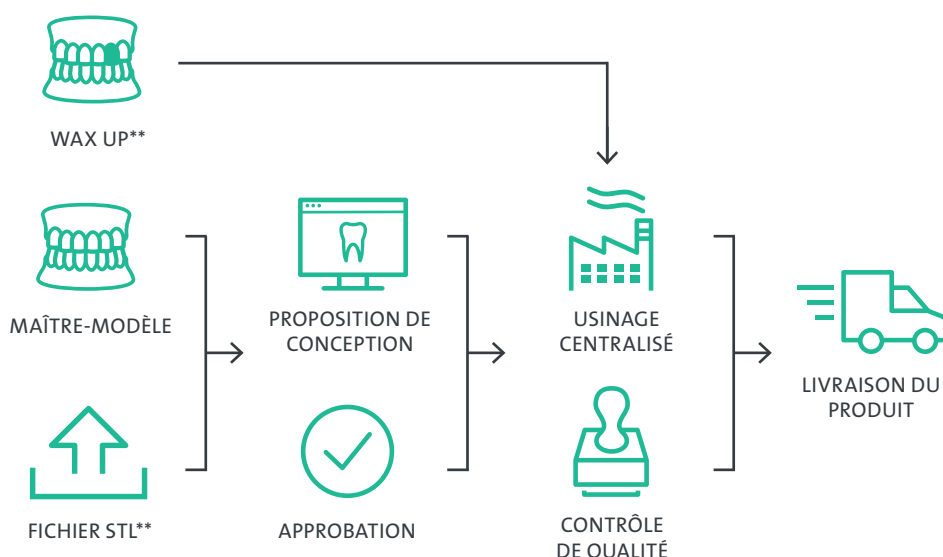 WAX UP**
MAÎTRE-MODÈLE
FICHIER STL**
PROPOSITION DE
CONCEPTION
APPROBATION
USINAGE
CENTRALISÉ
CONTRÔLE
DE QUALITÉ
LIVRAISON DU
PRODUIT